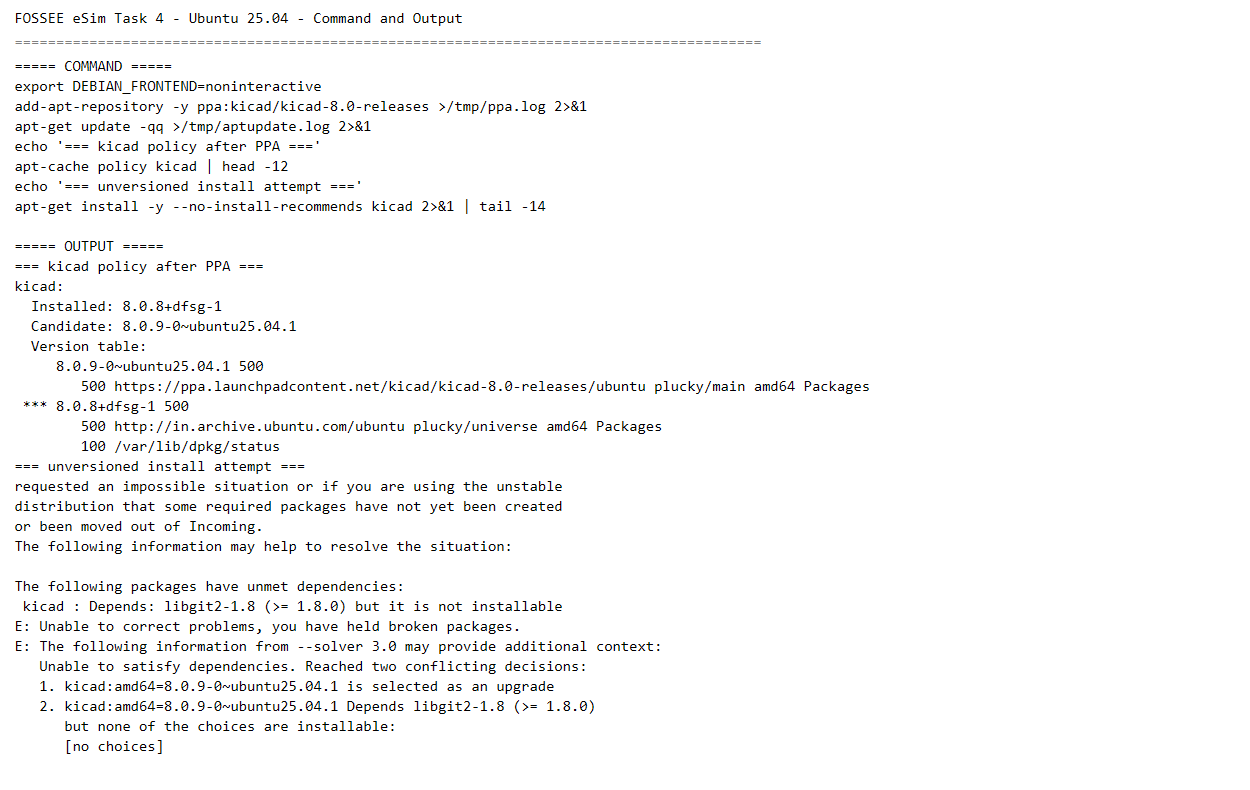 FOSSEE eSim Task 4 - Ubuntu 25.04 - Command and Output
==========================================================================================
===== COMMAND =====
export DEBIAN_FRONTEND=noninteractive
add-apt-repository -y ppa:kicad/kicad-8.0-releases >/tmp/ppa.log 2>&1
apt-get update -qq >/tmp/aptupdate.log 2>&1
echo '=== kicad policy after PPA ==='
apt-cache policy kicad | head -12
echo '=== unversioned install attempt ==='
apt-get install -y --no-install-recommends kicad 2>&1 | tail -14

===== OUTPUT =====
=== kicad policy after PPA ===
kicad:
  Installed: 8.0.8+dfsg-1
  Candidate: 8.0.9-0~ubuntu25.04.1
  Version table:
     8.0.9-0~ubuntu25.04.1 500
        500 https://ppa.launchpadcontent.net/kicad/kicad-8.0-releases/ubuntu plucky/main amd64 Packages
 *** 8.0.8+dfsg-1 500
        500 http://in.archive.ubuntu.com/ubuntu plucky/universe amd64 Packages
        100 /var/lib/dpkg/status
=== unversioned install attempt ===
requested an impossible situation or if you are using the unstable
distribution that some required packages have not yet been created
or been moved out of Incoming.
The following information may help to resolve the situation:

The following packages have unmet dependencies:
 kicad : Depends: libgit2-1.8 (>= 1.8.0) but it is not installable
E: Unable to correct problems, you have held broken packages.
E: The following information from --solver 3.0 may provide additional context:
   Unable to satisfy dependencies. Reached two conflicting decisions:
   1. kicad:amd64=8.0.9-0~ubuntu25.04.1 is selected as an upgrade
   2. kicad:amd64=8.0.9-0~ubuntu25.04.1 Depends libgit2-1.8 (>= 1.8.0)
      but none of the choices are installable:
      [no choices]